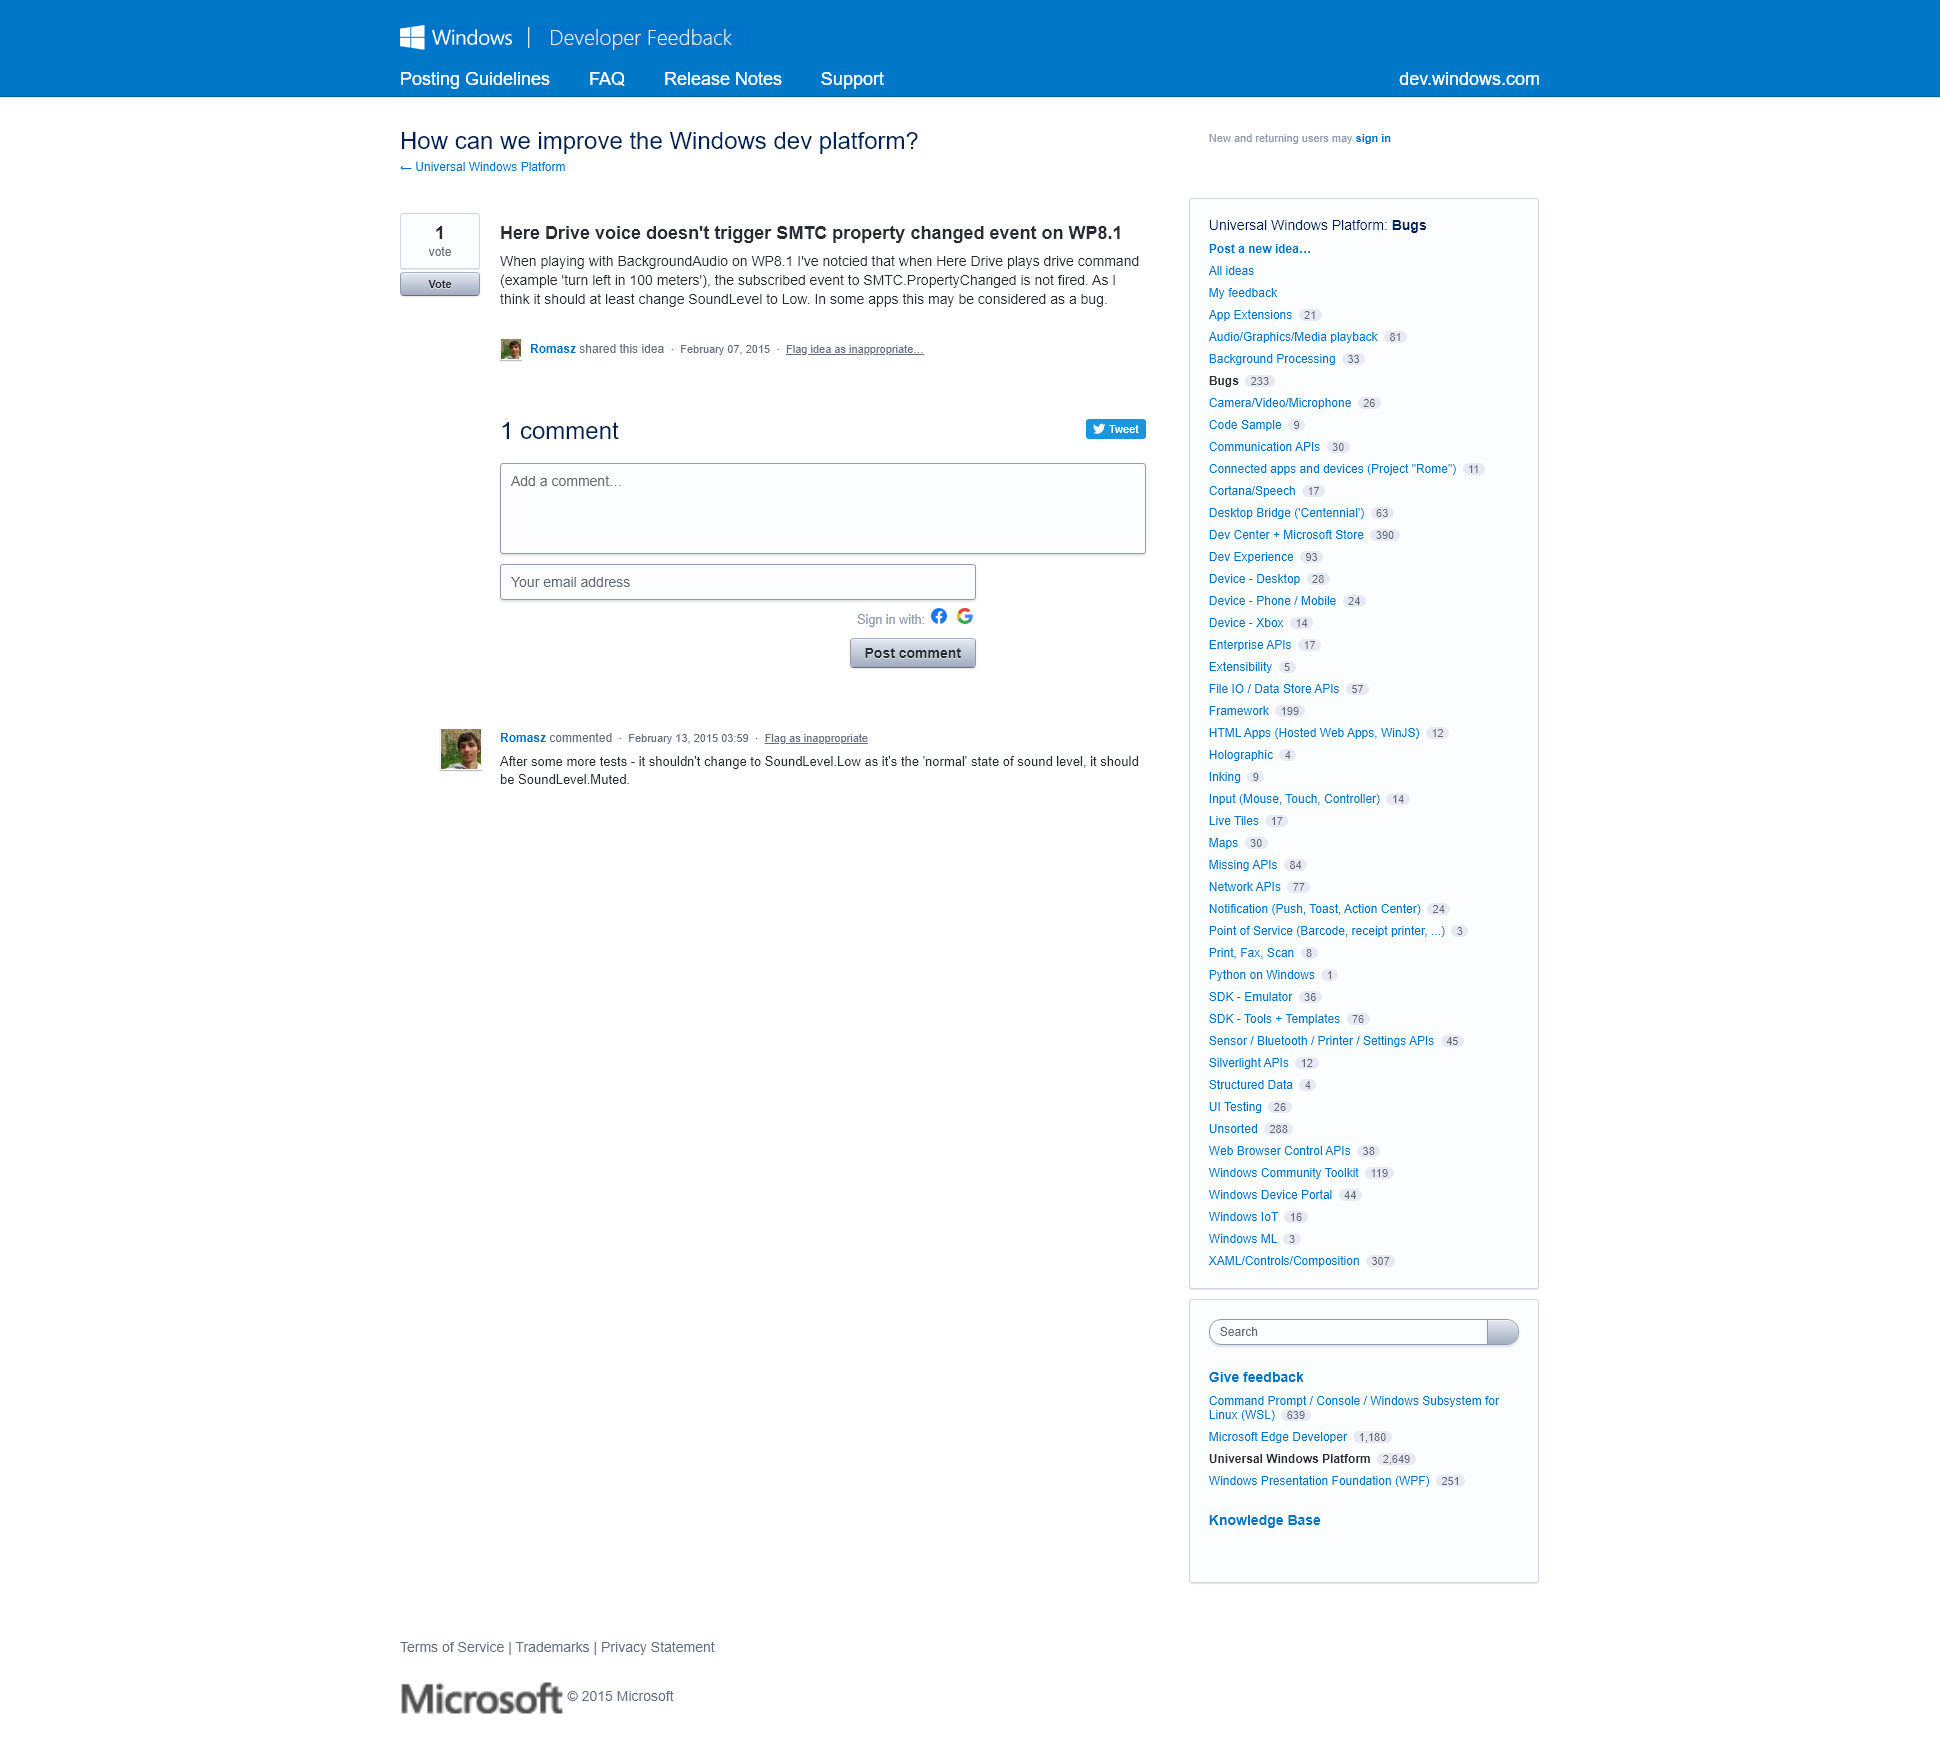 Windows | Developer Feedback
Posting Guidelines FAQ Release Notes Support dev.windows.com
How can we improve the Windows dev platform?
← Universal Windows Platform
New and returning users may sign in
1
vote
Vote
Here Drive voice doesn't trigger SMTC property changed event on WP8.1
When playing with BackgroundAudio on WP8.1 I've notcied that when Here Drive plays drive command
(example 'turn left in 100 meters'), the subscribed event to SMTC.PropertyChanged is not fired. As I
think it should at least change SoundLevel to Low. In some apps this may be considered as a bug.
Romasz shared this idea · February 07, 2015 · Flag idea as inappropriate…
1 comment
Tweet
Add a comment…
Your email address
Sign in with:
Post comment
Romasz commented · February 13, 2015 03:59 · Flag as inappropriate
After some more tests - it shouldn't change to SoundLevel.Low as it's the 'normal' state of sound level, it should
be SoundLevel.Muted.
Universal Windows Platform: Bugs
Post a new idea…
All ideas
My feedback
App Extensions 21
Audio/Graphics/Media playback 81
Background Processing 33
Bugs 233
Camera/Video/Microphone 26
Code Sample 9
Communication APIs 30
Connected apps and devices (Project "Rome") 11
Cortana/Speech 17
Desktop Bridge ('Centennial') 63
Dev Center + Microsoft Store 390
Dev Experience 93
Device - Desktop 28
Device - Phone / Mobile 24
Device - Xbox 14
Enterprise APIs 17
Extensibility 5
File IO / Data Store APIs 57
Framework 199
HTML Apps (Hosted Web Apps, WinJS) 12
Holographic 4
Inking 9
Input (Mouse, Touch, Controller) 14
Live Tiles 17
Maps 30
Missing APIs 84
Network APIs 77
Notification (Push, Toast, Action Center) 24
Point of Service (Barcode, receipt printer, ...) 3
Print, Fax, Scan 8
Python on Windows 1
SDK - Emulator 36
SDK - Tools + Templates 76
Sensor / Bluetooth / Printer / Settings APIs 45
Silverlight APIs 12
Structured Data 4
UI Testing 26
Unsorted 288
Web Browser Control APIs 38
Windows Community Toolkit 119
Windows Device Portal 44
Windows IoT 16
Windows ML 3
XAML/Controls/Composition 307
Search
Give feedback
Command Prompt / Console / Windows Subsystem for
Linux (WSL) 639
Microsoft Edge Developer 1,180
Universal Windows Platform 2,649
Windows Presentation Foundation (WPF) 251
Knowledge Base
Terms of Service | Trademarks | Privacy Statement
Microsoft © 2015 Microsoft